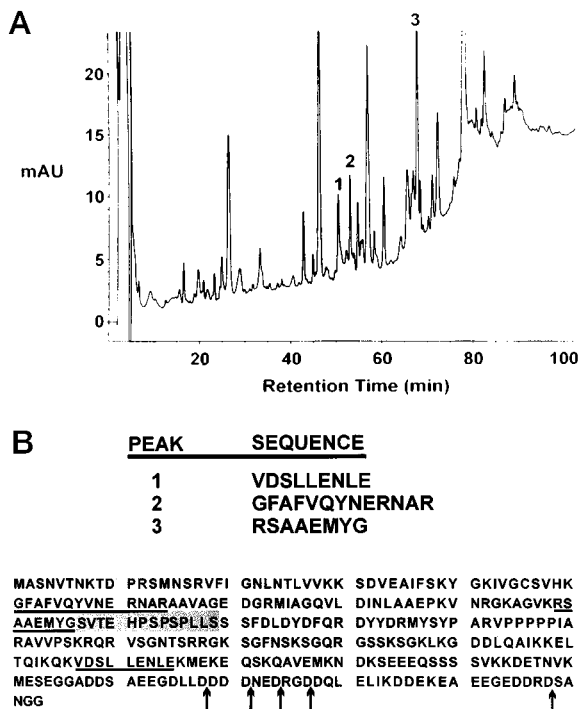 A
20
15
mAU
10
5
0
1
2
3
20 40 60 80 100
Retention Time (min)
B
PEAK SEQUENCE
1 VDSLLENLE
2 GFAFVQYNERNAR
3 RSAAEMYG
MASNVTNKTD PRSMNSRVFI GNLNTLVVKK SDVEAIFSKY GKIVGCSVHK
GFAFVQYVNE RNARAAVAGE DGRMIAGQVL DINLAAEPKV NRGKAGVKRS
AAEMYGSVTE HPSPSPLLSS SFDLDYDFQR DYYDRMYSYP ARVPPPPPIA
RAVVPSKRQR VSGNTSRRGK SGFNSKSGQR GSSKSGKLKG DDLQAIKKEL
TQIKQKVDSL LENLEKMEKE QSKQAVEMKN DKSEEEQSSS SVKKDETNVK
MESEGGADDS AEEGDLLDDD DNEDRGDDQL ELIKDDEKEA EEGEDDRDSA
NGG